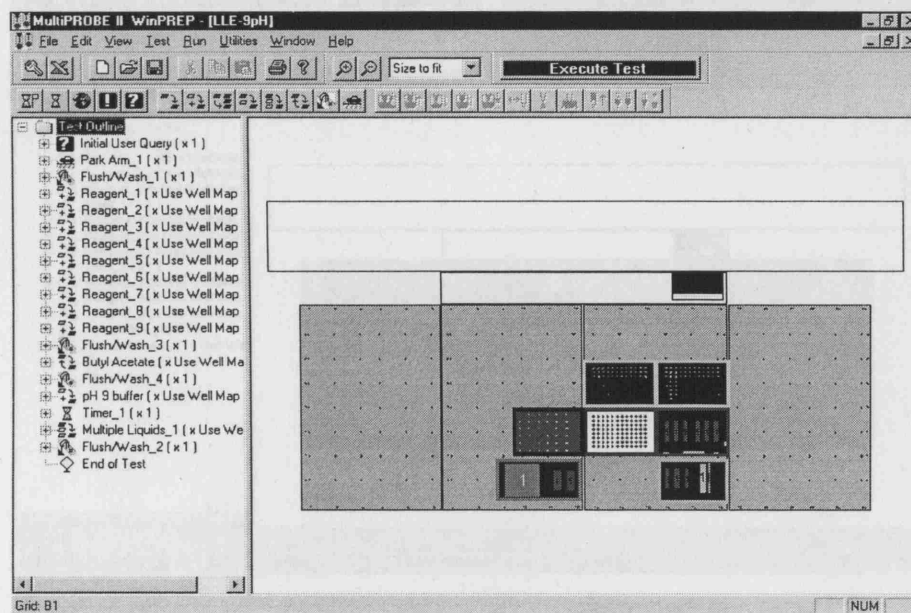 MultiPROBE II WinPREP - [LLE-9pH]
File Edit View Test Run Utilities Window Help
Size to fit
Execute Test
Test Outline
Initial User Query ( x 1 )
Park Arm_1 ( x 1 )
Flush/Wash_1 ( x 1 )
Reagent_1 ( x Use Well Map
Reagent_2 ( x Use Well Map
Reagent_3 ( x Use Well Map
Reagent_4 ( x Use Well Map
Reagent_5 ( x Use Well Map
Reagent_6 ( x Use Well Map
Reagent_7 ( x Use Well Map
Reagent_8 ( x Use Well Map
Reagent_9 ( x Use Well Map
Flush/Wash_3 ( x 1 )
Butyl Acetate ( x Use Well Ma
Flush/Wash_4 ( x 1 )
pH 9 buffer ( x Use Well Map
Timer_1 ( x 1 )
Multiple Liquids_1 ( x Use We
Flush/Wash_2 ( x 1 )
End of Test
1
1
Grid: B1
NUM